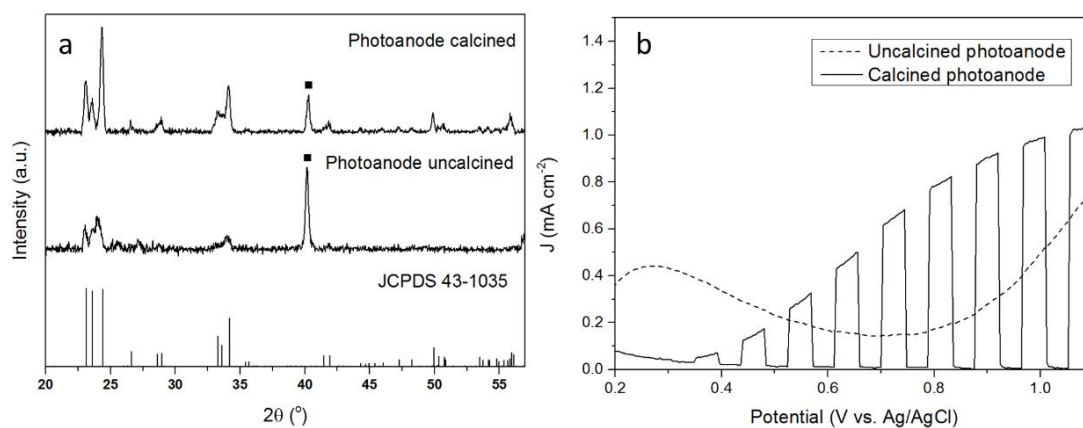 a
Photoanode calcined
Photoanode uncalcined
JCPDS 43-1035
Intensity (a.u.)
20 25 30 35 40 45 50 55
2θ (°)
b
Uncalcined photoanode
Calcined photoanode
J (mA cm⁻²)
1.4
1.2
1.0
0.8
0.6
0.4
0.2
0.0
0.2 0.4 0.6 0.8 1.0
Potential (V vs. Ag/AgCl)